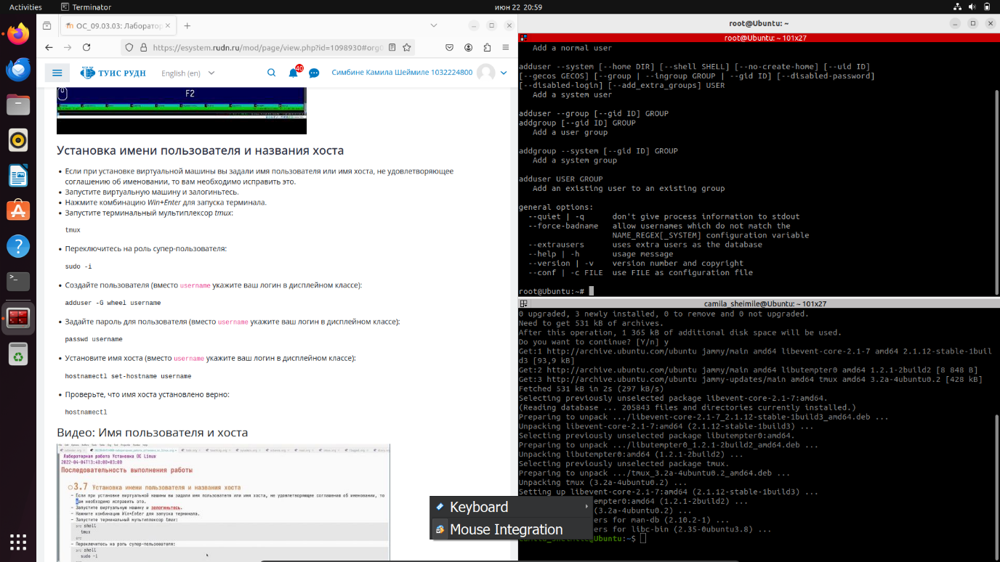 Activities
Terminator
июн 22 20:59
ОС_09.03.03: Лаборатор
https://esystem.rudn.ru/mod/page/view.php?id=1098930#org0
ТУИС РУДН
English (en)
40
Симбине Камила Шеймиле 1032224800
F2
Установка имени пользователя и названия хоста
• Если при установке виртуальной машины вы задали имя пользователя или имя хоста, не удовлетворяющее
соглашению об именовании, то вам необходимо исправить это.
• Запустите виртуальную машину и залогиньтесь.
• Нажмите комбинацию Win+Enter для запуска терминала.
• Запустите терминальный мультиплексор tmux:
tmux
• Переключитесь на роль супер-пользователя:
sudo -i
• Создайте пользователя (вместо username укажите ваш логин в дисплейном классе):
adduser -G wheel username
• Задайте пароль для пользователя (вместо username укажите ваш логин в дисплейном классе):
passwd username
• Установите имя хоста (вместо username укажите ваш логин в дисплейном классе):
hostnamectl set-hostname username
• Проверьте, что имя хоста установлено верно:
hostnamectl
Видео: Имя пользователя и хоста
Лабораторная работа Установка ОС Linux
2022-04-04T13:40:00+03:00
Последовательность выполнения работы
3.7 Установка имени пользователя и названия хоста
- Если при установке виртуальной машины вы задали имя пользователя или имя хоста, не удовлетворяющее соглашению об именовании, то
вам необходимо исправить это.
- Запустите виртуальную машину и залогиньтесь.
- Нажмите комбинацию Win+Enter для запуска терминала.
- Запустите терминальный мультиплексор tmux:
src shell
tmux
src
- Переключитесь на роль супер-пользователя:
src shell
sudo -i
src
Keyboard
Mouse Integration
root@Ubuntu: ~
root@Ubuntu: ~ 101x27
Add a normal user
adduser --system [--home DIR] [--shell SHELL] [--no-create-home] [--uid ID]
[--gecos GECOS] [--group | --ingroup GROUP | --gid ID] [--disabled-password]
[--disabled-login] [--add_extra_groups] USER
Add a system user
adduser --group [--gid ID] GROUP
addgroup [--gid ID] GROUP
Add a user group
addgroup --system [--gid ID] GROUP
Add a system group
adduser USER GROUP
Add an existing user to an existing group
general options:
--quiet | -q don't give process information to stdout
--force-badname allow usernames which do not match the
NAME_REGEX[_SYSTEM] configuration variable
--extrausers uses extra users as the database
--help | -h usage message
--version | -v version number and copyright
--conf | -c FILE use FILE as configuration file
root@Ubuntu:~#
camila_sheimile@Ubuntu: ~ 101x27
0 upgraded, 3 newly installed, 0 to remove and 0 not upgraded.
Need to get 531 kB of archives.
After this operation, 1 365 kB of additional disk space will be used.
Do you want to continue? [Y/n] y
Get:1 http://archive.ubuntu.com/ubuntu jammy/main amd64 libevent-core-2.1-7 amd64 2.1.12-stable-1buil
d3 [93,9 kB]
Get:2 http://archive.ubuntu.com/ubuntu jammy/main amd64 libutempter0 amd64 1.2.1-2build2 [8 848 B]
Get:3 http://archive.ubuntu.com/ubuntu jammy-updates/main amd64 tmux amd64 3.2a-4ubuntu0.2 [428 kB]
Fetched 531 kB in 2s (297 kB/s)
Selecting previously unselected package libevent-core-2.1-7:amd64.
(Reading database ... 205843 files and directories currently installed.)
Preparing to unpack .../libevent-core-2.1-7_2.1.12-stable-1build3_amd64.deb ...
Unpacking libevent-core-2.1-7:amd64 (2.1.12-stable-1build3) ...
Selecting previously unselected package libutempter0:amd64.
Preparing to unpack .../libutempter0_1.2.1-2build2_amd64.deb ...
Unpacking libutempter0:amd64 (1.2.1-2build2) ...
Selecting previously unselected package tmux.
Preparing to unpack .../tmux_3.2a-4ubuntu0.2_amd64.deb ...
Unpacking tmux (3.2a-4ubuntu0.2) ...
Setting up libevent-core-2.1-7:amd64 (2.1.12-stable-1build3) ...
tempter0:amd64 (1.2.1-2build2) ...
(3.2a-4ubuntu0.2) ...
ers for man-db (2.10.2-1) ...
ers for libc-bin (2.35-0ubuntu3.8) ...
camila_sheimile@Ubuntu:~$